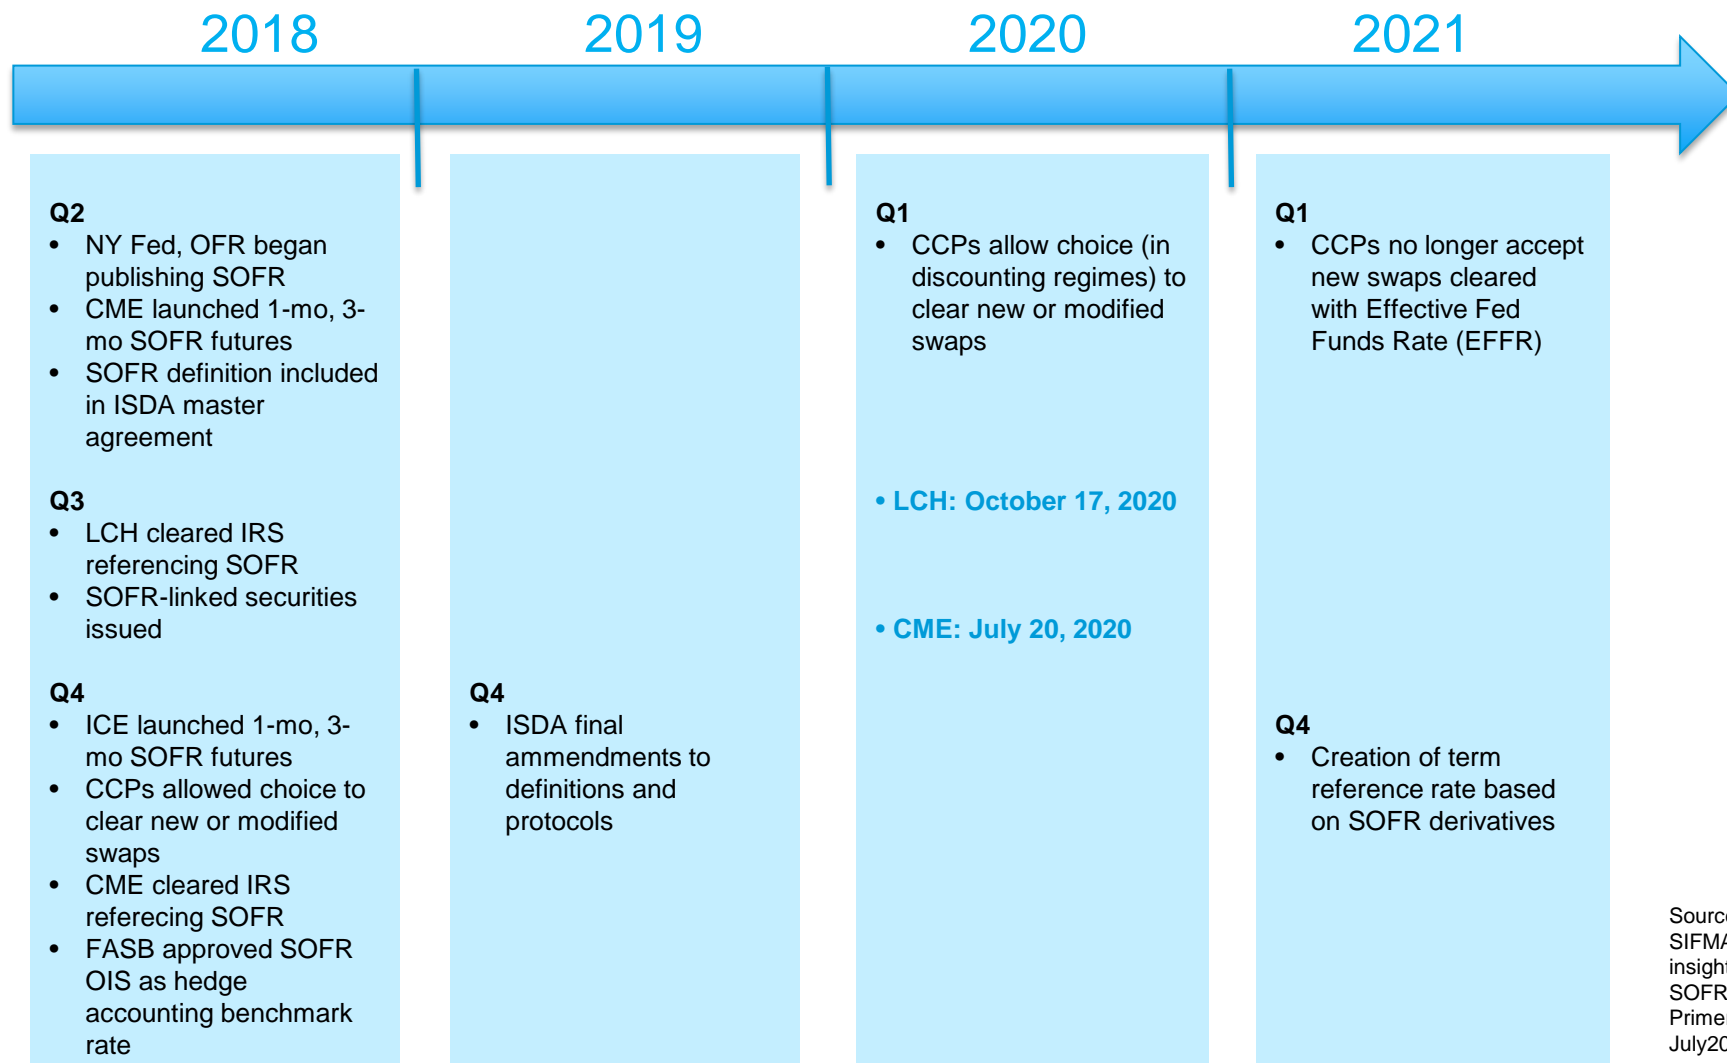 2018
2019
2020
2021
Q2
• NY Fed, OFR began
publishing SOFR
• CME launched 1-mo, 3-
mo SOFR futures
• SOFR definition included
in ISDA master
agreement
Q3
• LCH cleared IRS
referencing SOFR
• SOFR-linked securities
issued
Q4
• ICE launched 1-mo, 3-
mo SOFR futures
• CCPs allowed choice to
clear new or modified
swaps
• CME cleared IRS
referecing SOFR
• FASB approved SOFR
OIS as hedge
accounting benchmark
rate
Q4
• ISDA final
ammendments to
definitions and
protocols
Q1
• CCPs allow choice (in
discounting regimes) to
clear new or modified
swaps
• LCH: October 17, 2020
• CME: July 20, 2020
Q1
• CCPs no longer accept
new swaps cleared
with Effective Fed
Funds Rate (EFFR)
Q4
• Creation of term
reference rate based
on SOFR derivatives
Source
SIFMA
insight
SOFR
Primer
July20